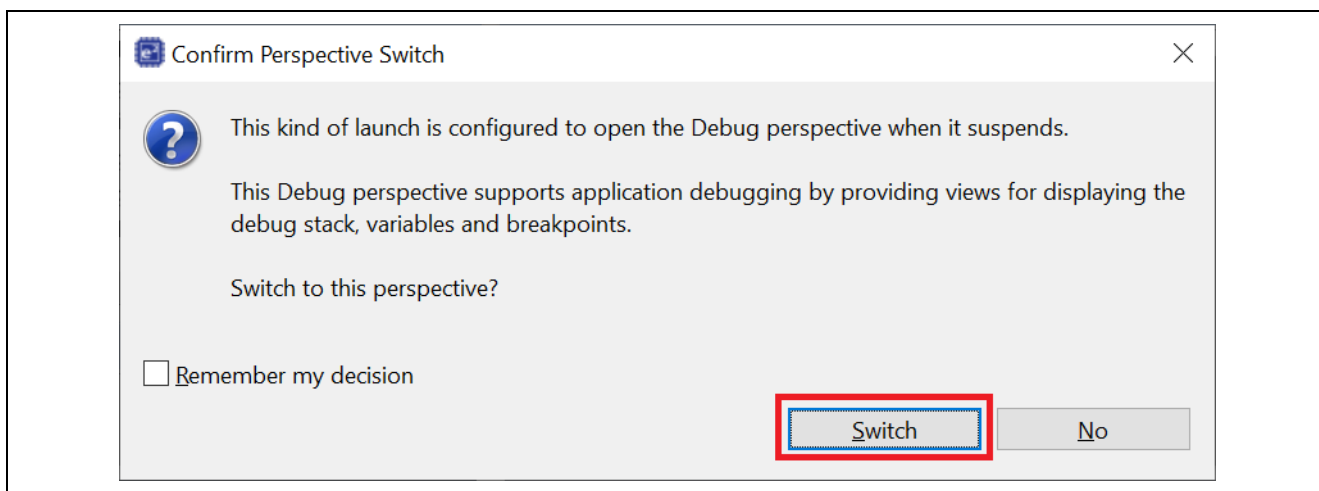 Confirm Perspective Switch
This kind of launch is configured to open the Debug perspective when it suspends.
This Debug perspective supports application debugging by providing views for displaying the
debug stack, variables and breakpoints.
Switch to this perspective?
Remember my decision
Switch No